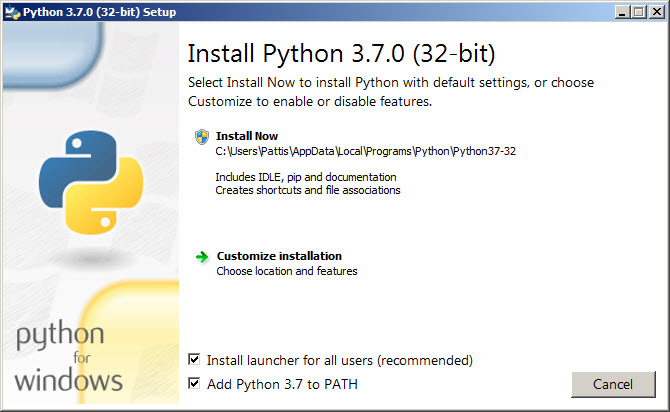 Python 3.7.0 (32-bit) Setup
Install Python 3.7.0 (32-bit)
Select Install Now to install Python with default settings, or choose
Customize to enable or disable features.
Install Now
C:\Users\Pattis\AppData\Local\Programs\Python\Python37-32
Includes IDLE, pip and documentation
Creates shortcuts and file associations
Customize installation
Choose location and features
python
for
windows
Install launcher for all users (recommended)
Add Python 3.7 to PATH
Cancel